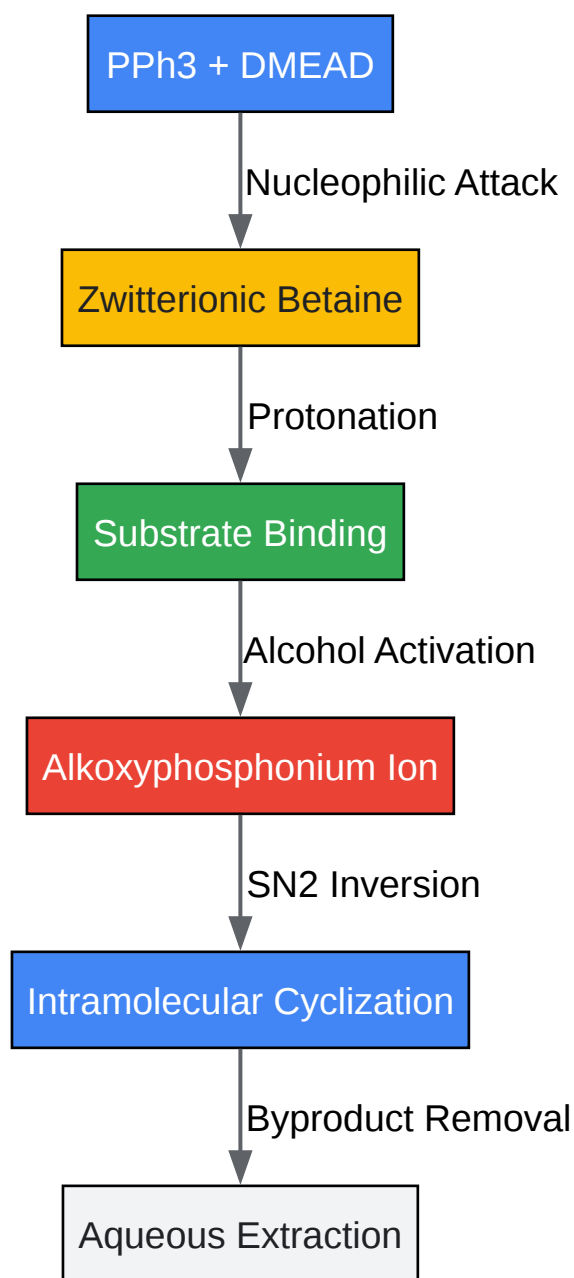 PPh3 + DMEAD
Nucleophilic Attack
Zwitterionic Betaine
Protonation
Substrate Binding
Alcohol Activation
Alkoxyphosphonium Ion
SN2 Inversion
Intramolecular Cyclization
Byproduct Removal
Aqueous Extraction